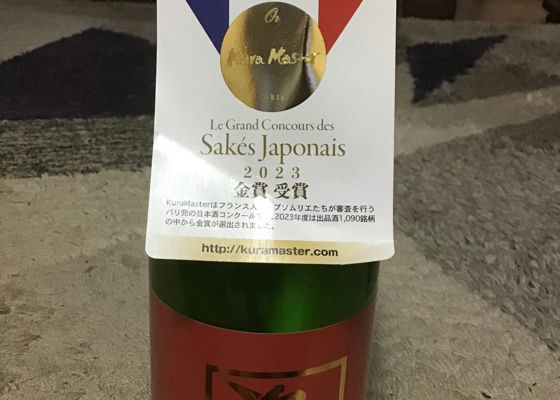 Or
Kura Master
PARIS
Le Grand Concours des
Sakés Japonais
2023
金賞 受賞
KuraMasterはフランス人 プソムリエたちが審査を行う
パリ発の日本酒コンクールで 、2023年度は出品酒1,090銘柄
の中から金賞が選出されました。
http://kuramaster.com